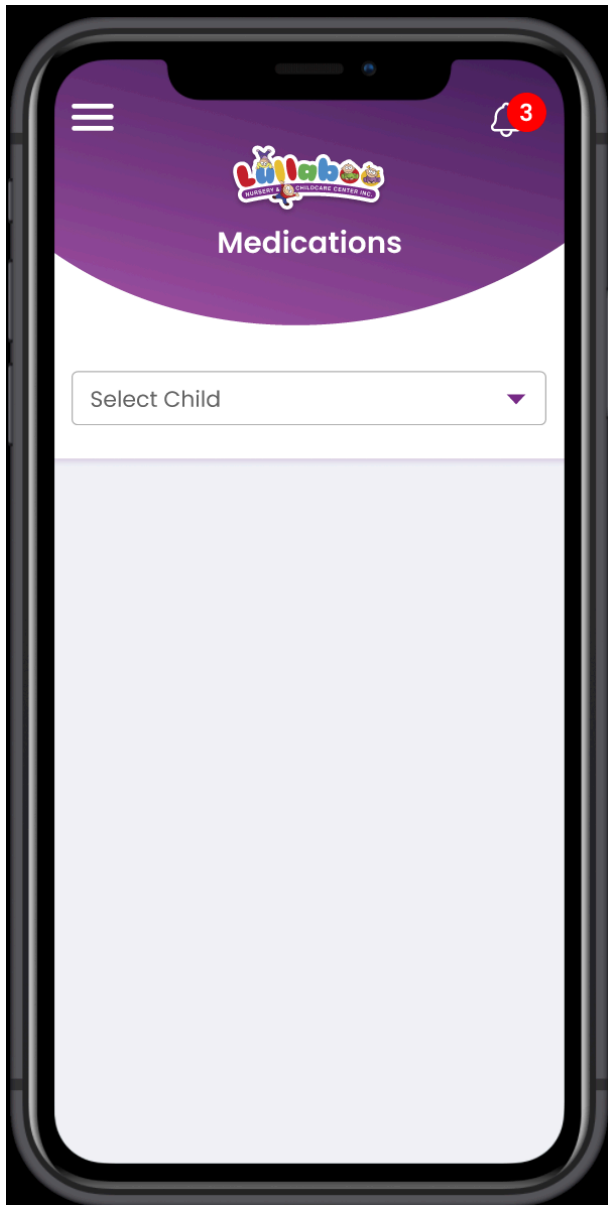 3
Lullaboo
NURSERY & CHILDCARE CENTER INC.
Medications
Select Child